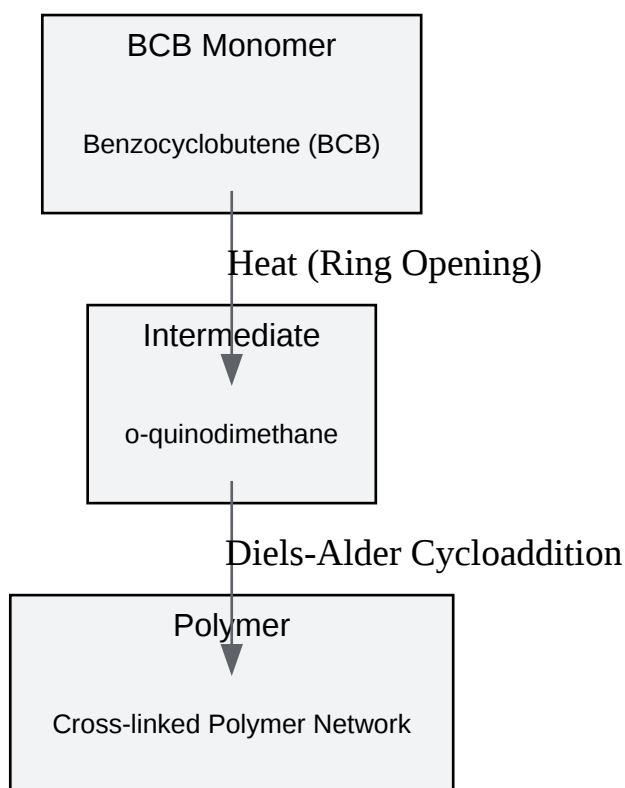 BCB Monomer
Benzocyclobutene (BCB)
Heat (Ring Opening)
Intermediate
o-quinodimethane
Diels-Alder Cycloaddition
Polymer
Cross-linked Polymer Network